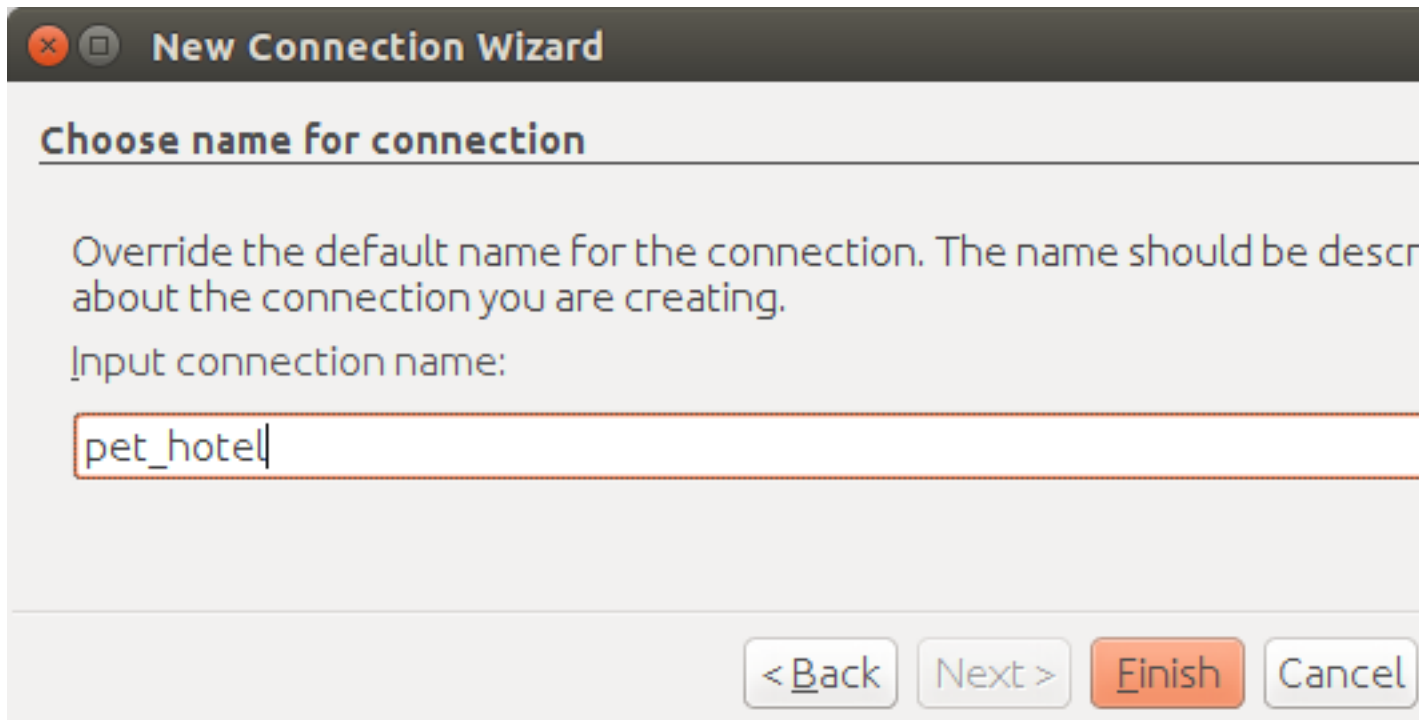 New Connection Wizard
Choose name for connection
Override the default name for the connection. The name should be descr
about the connection you are creating.
Input connection name:
pet_hotel
< Back Next > Finish Cancel